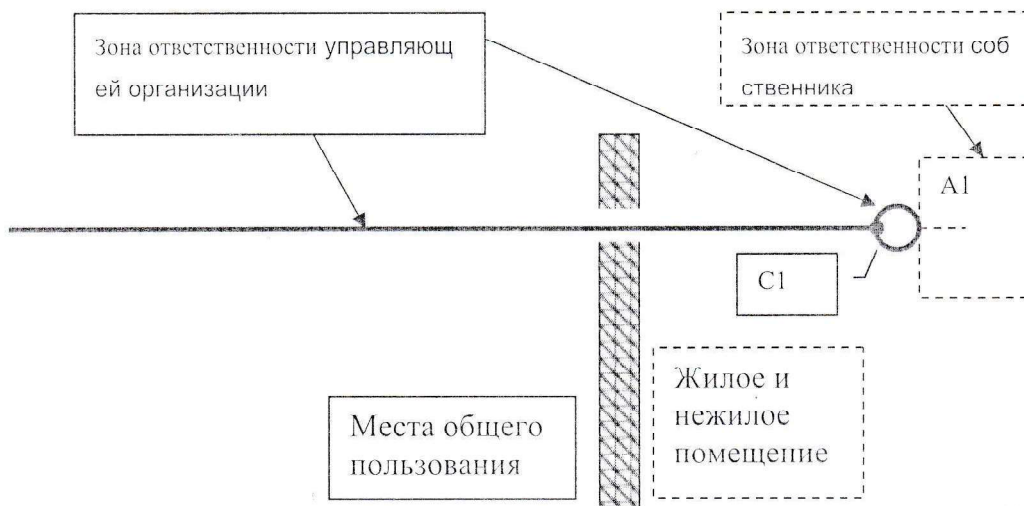 Зона ответственности управляющ
ей организации
Зона ответственности соб
ственника
А1
С1
Жилое и
нежилое
помещение
Места общего
пользования